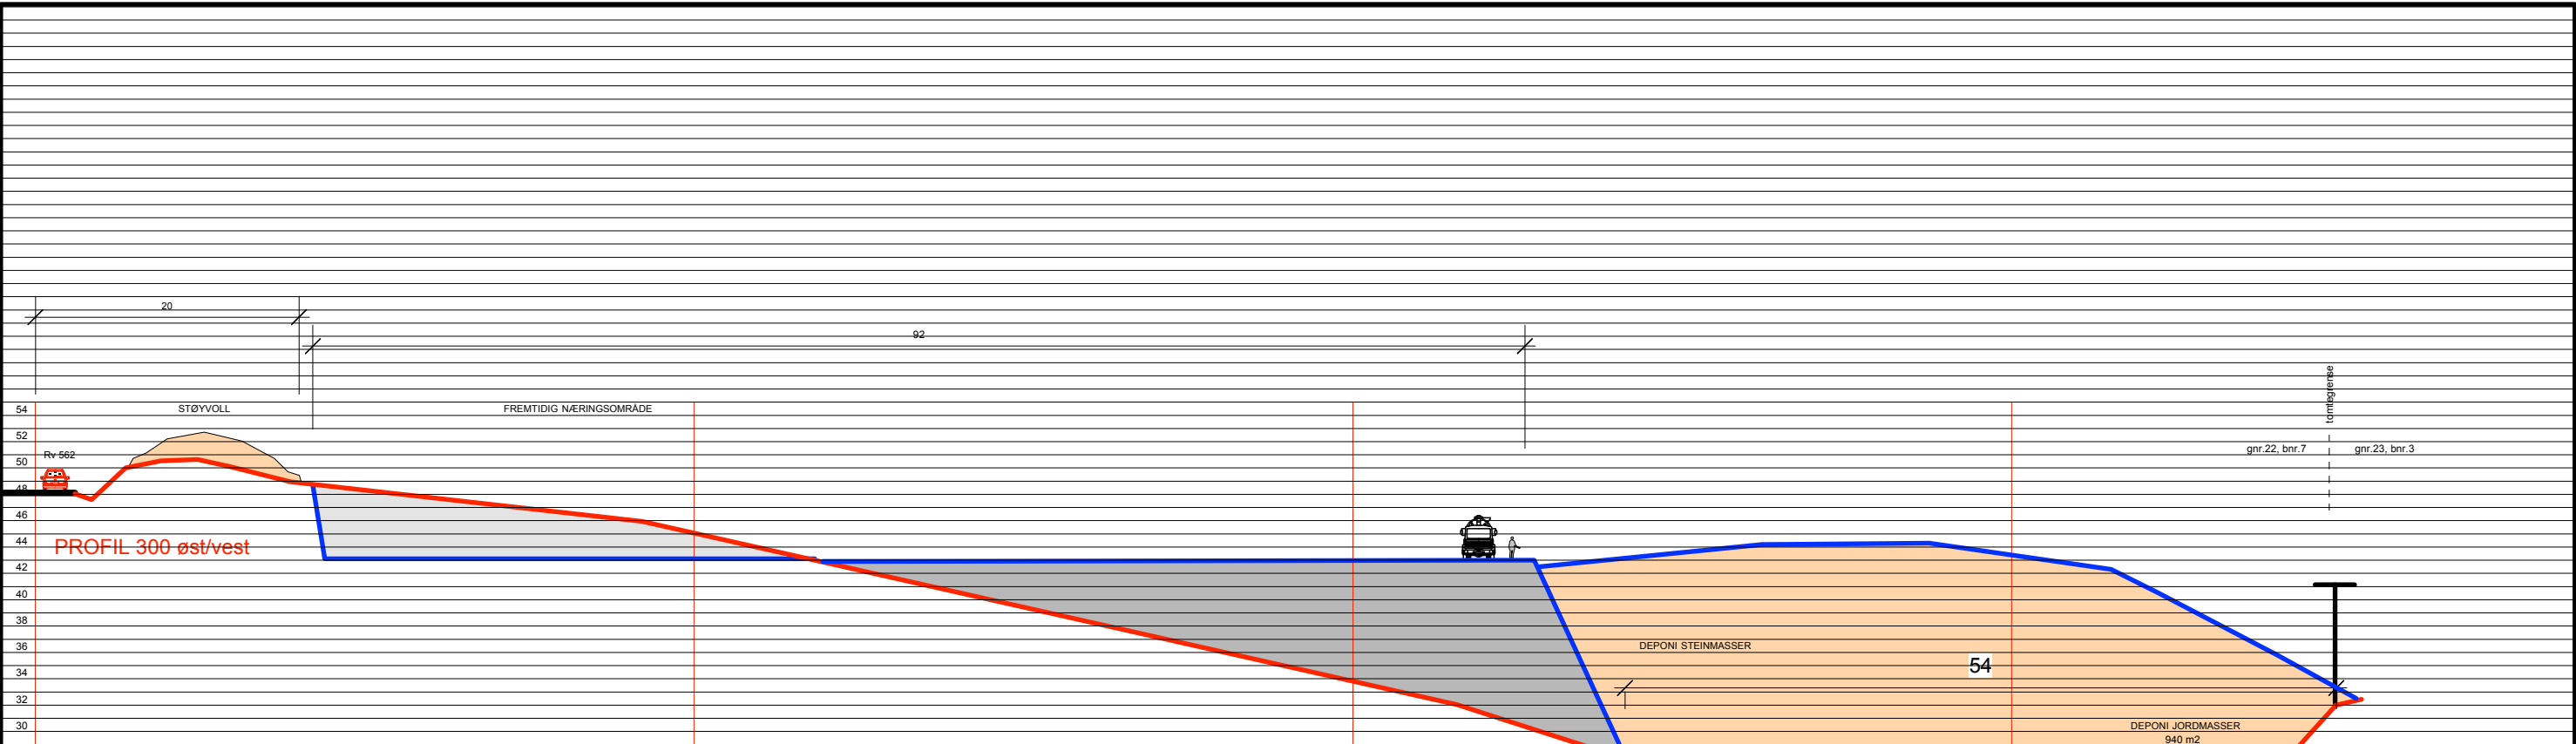 20
92
tomtegrense
54
STØYVOLL
FREMTIDIG NÆRINGSOMRÅDE
52
50
Rv 562
gnr.22, bnr.7
gnr.23, bnr.3
48
46
44
PROFIL 300 øst/vest
42
40
38
36
DEPONI STEINMASSER
34
54
32
30
DEPONI JORDMASSER
940 m2